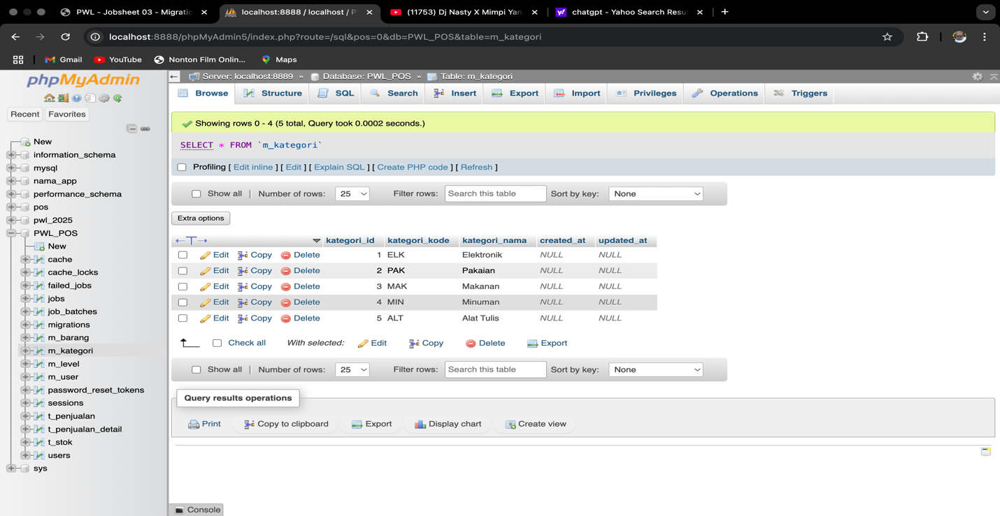 PWL - Jobsheet 03 - Migratio
localhost:8888 / localhost / P
(11753) Dj Nasty X Mimpi Yan
chatgpt - Yahoo Search Resu
localhost:8888/phpMyAdmin5/index.php?route=/sql&pos=0&db=PWL_POS&table=m_kategori
Gmail YouTube Nonton Film Onlin... Maps
phpMyAdmin
Recent Favorites
New
information_schema
mysql
nama_app
performance_schema
pos
pwl_2025
PWL_POS
New
cache
cache_locks
failed_jobs
jobs
job_batches
migrations
m_barang
m_kategori
m_level
m_user
password_reset_tokens
sessions
t_penjualan
t_penjualan_detail
t_stok
users
sys
Server: localhost:8889 » Database: PWL_POS » Table: m_kategori
Browse Structure SQL Search Insert Export Import Privileges Operations Triggers
Showing rows 0 - 4 (5 total, Query took 0.0002 seconds.)
SELECT * FROM `m_kategori`
Profiling [ Edit inline ] [ Edit ] [ Explain SQL ] [ Create PHP code ] [ Refresh ]
Show all | Number of rows: 25 Filter rows: Search this table Sort by key: None
Extra options
kategori_id kategori_kode kategori_nama created_at updated_at
Edit Copy Delete 1 ELK Elektronik NULL NULL
Edit Copy Delete 2 PAK Pakaian NULL NULL
Edit Copy Delete 3 MAK Makanan NULL NULL
Edit Copy Delete 4 MIN Minuman NULL NULL
Edit Copy Delete 5 ALT Alat Tulis NULL NULL
Check all With selected: Edit Copy Delete Export
Show all | Number of rows: 25 Filter rows: Search this table Sort by key: None
Query results operations
Print Copy to clipboard Export Display chart Create view
Console